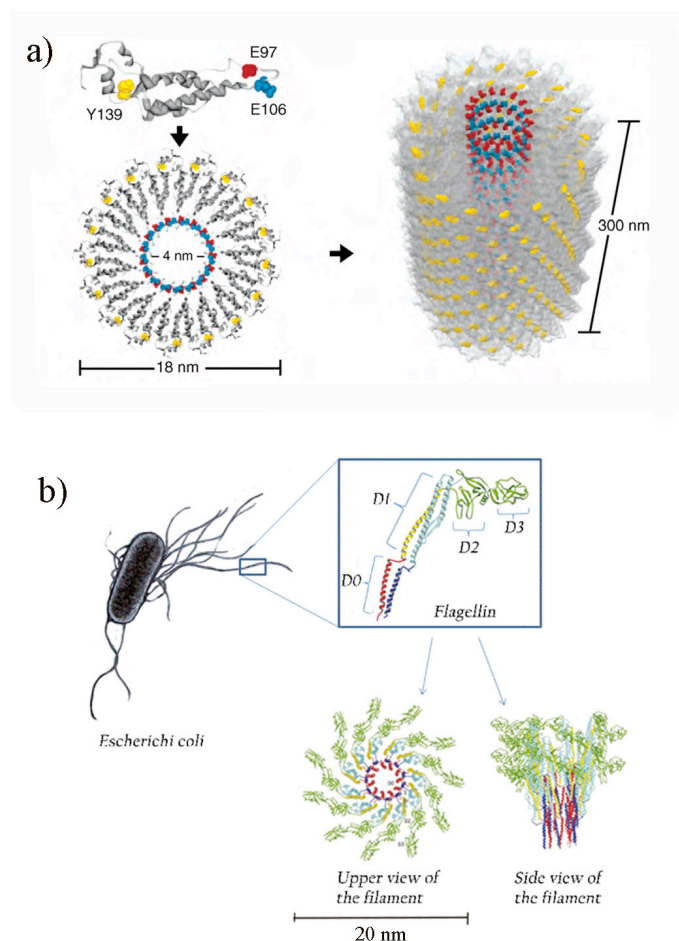 a)
E97
Y139
E106
4 nm
18 nm
300 nm
b)
D1
D2
D3
D0
Flagellin
Escherichi coli
Upper view of
the filament
Side view of
the filament
20 nm